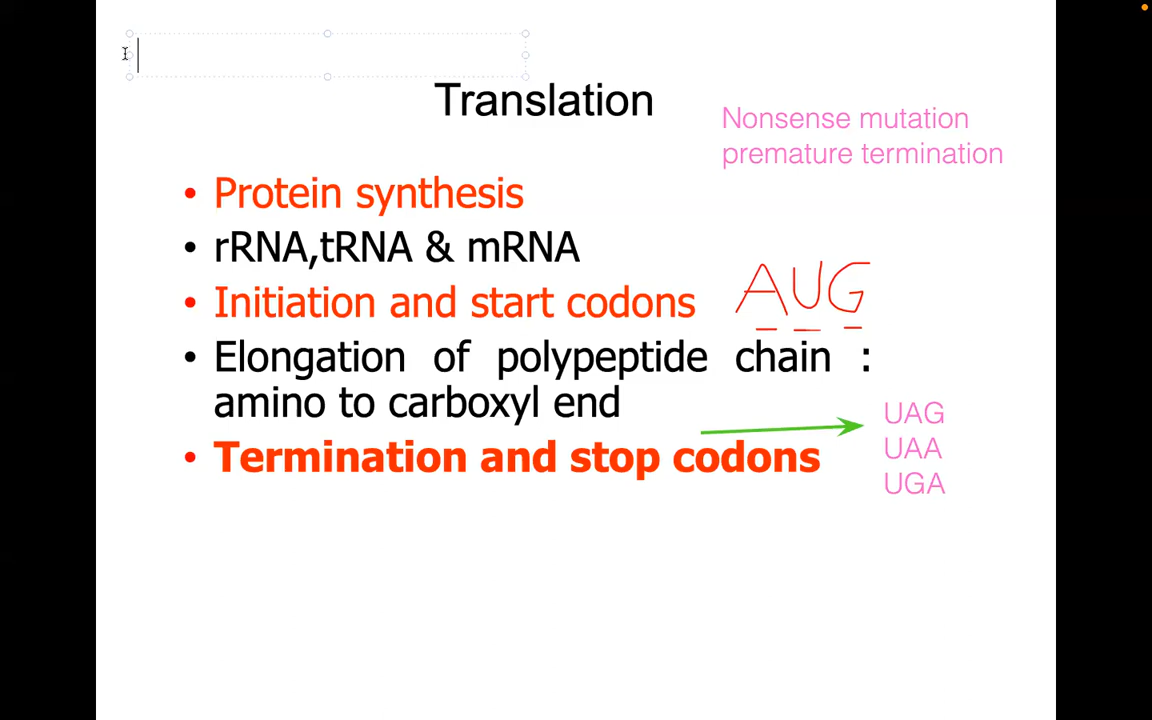 Translation
Nonsense mutation
premature termination
• Protein synthesis
• rRNA,tRNA & mRNA
• Initiation and start codons
AUG
• Elongation of polypeptide chain :
amino to carboxyl end
• Termination and stop codons
UAG
UAA
UGA